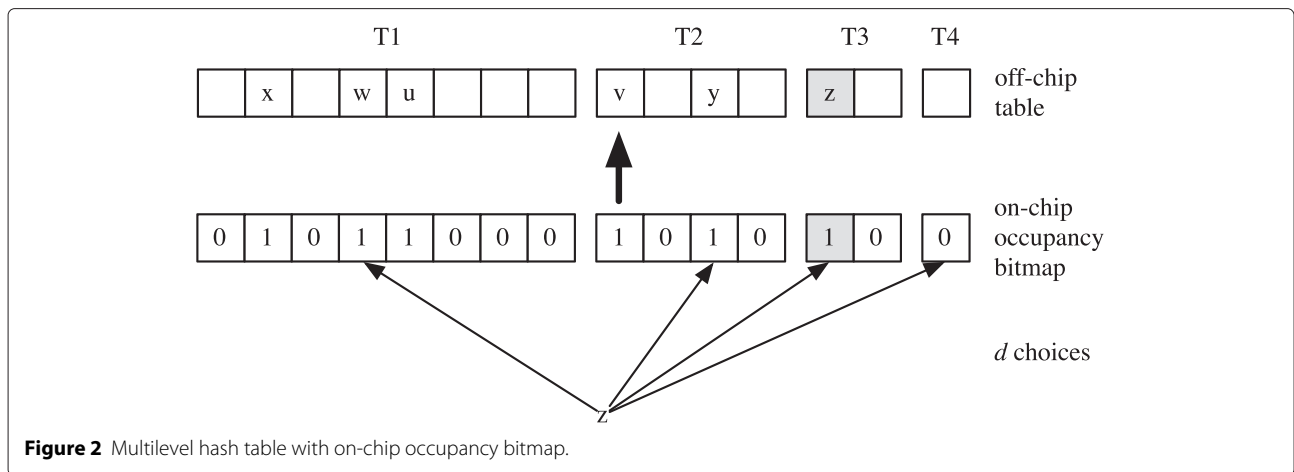 T1 T2 T3 T4
x w u v y z
off-chip
table
0 1 0 1 1 0 0 0 1 0 1 0 1 0 0
on-chip
occupancy
bitmap
d choices
z
Figure 2 Multilevel hash table with on-chip occupancy bitmap.